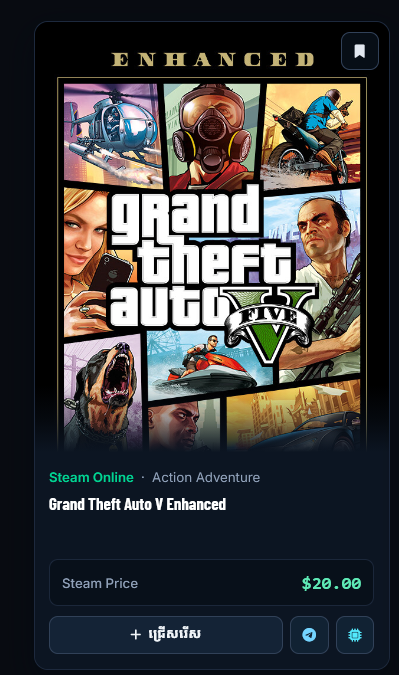 ENHANCED
grand
theft
auto V
FIVE
Steam Online · Action Adventure
Grand Theft Auto V Enhanced
Steam Price $20.00
+ ជ្រើសរើស